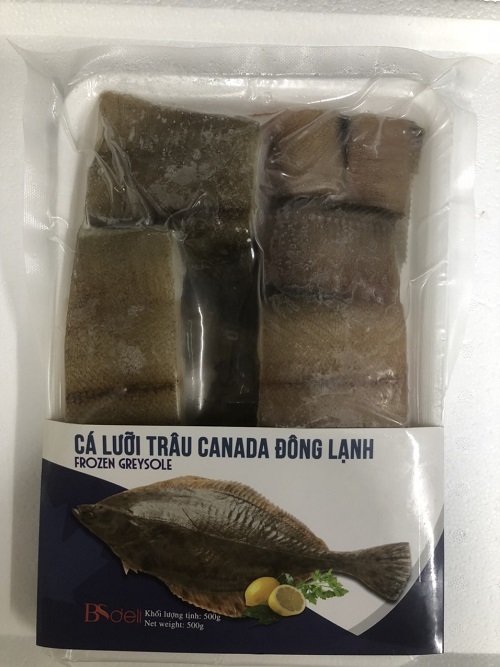 CÁ LƯỠI TRÂU CANADA ĐÔNG LẠNH
FROZEN GREYSOLE
BSdeli
Khối lượng tịnh: 500g
Net weight: 500g